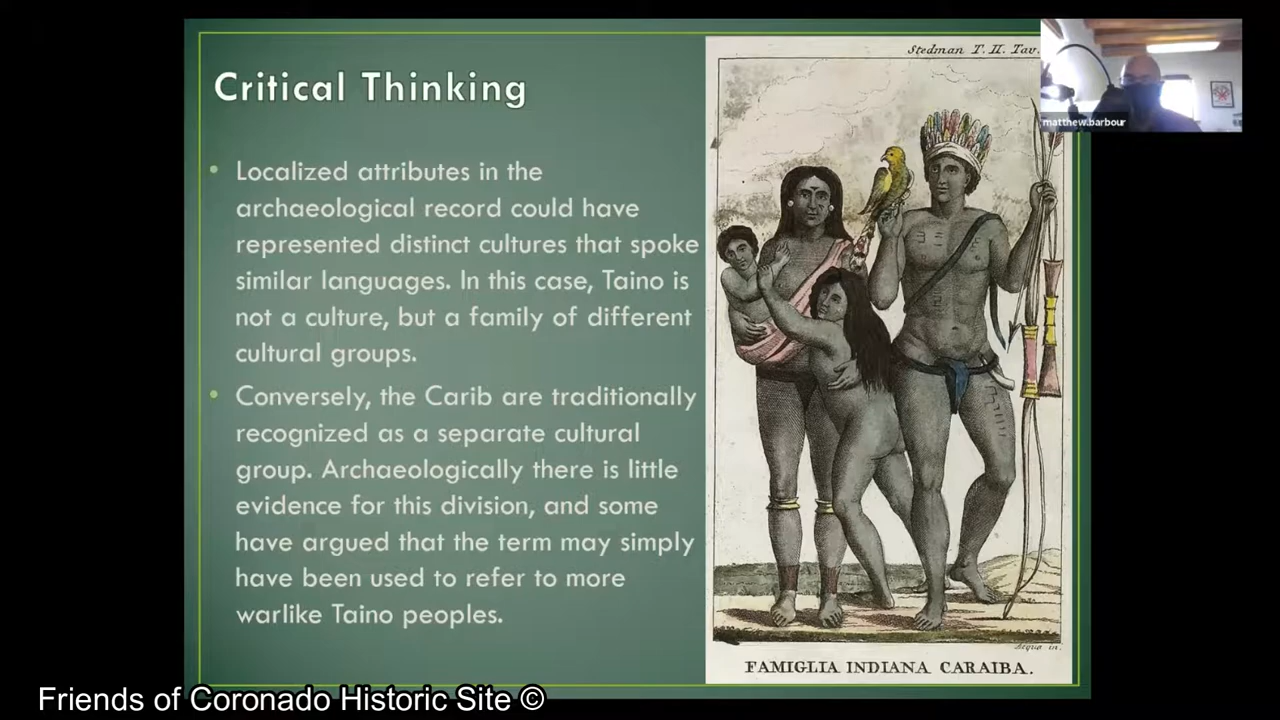 Critical Thinking
• Localized attributes in the
archaeological record could have
represented distinct cultures that spoke
similar languages. In this case, Taino is
not a culture, but a family of different
cultural groups.
• Conversely, the Carib are traditionally
recognized as a separate cultural
group. Archaeologically there is little
evidence for this division, and some
have argued that the term may simply
have been used to refer to more
warlike Taino peoples.
Stedman T. II. Tav.
matthew.barbour
in.
FAMIGLIA INDIANA CARAIBA.
Friends of Coronado Historic Site ©